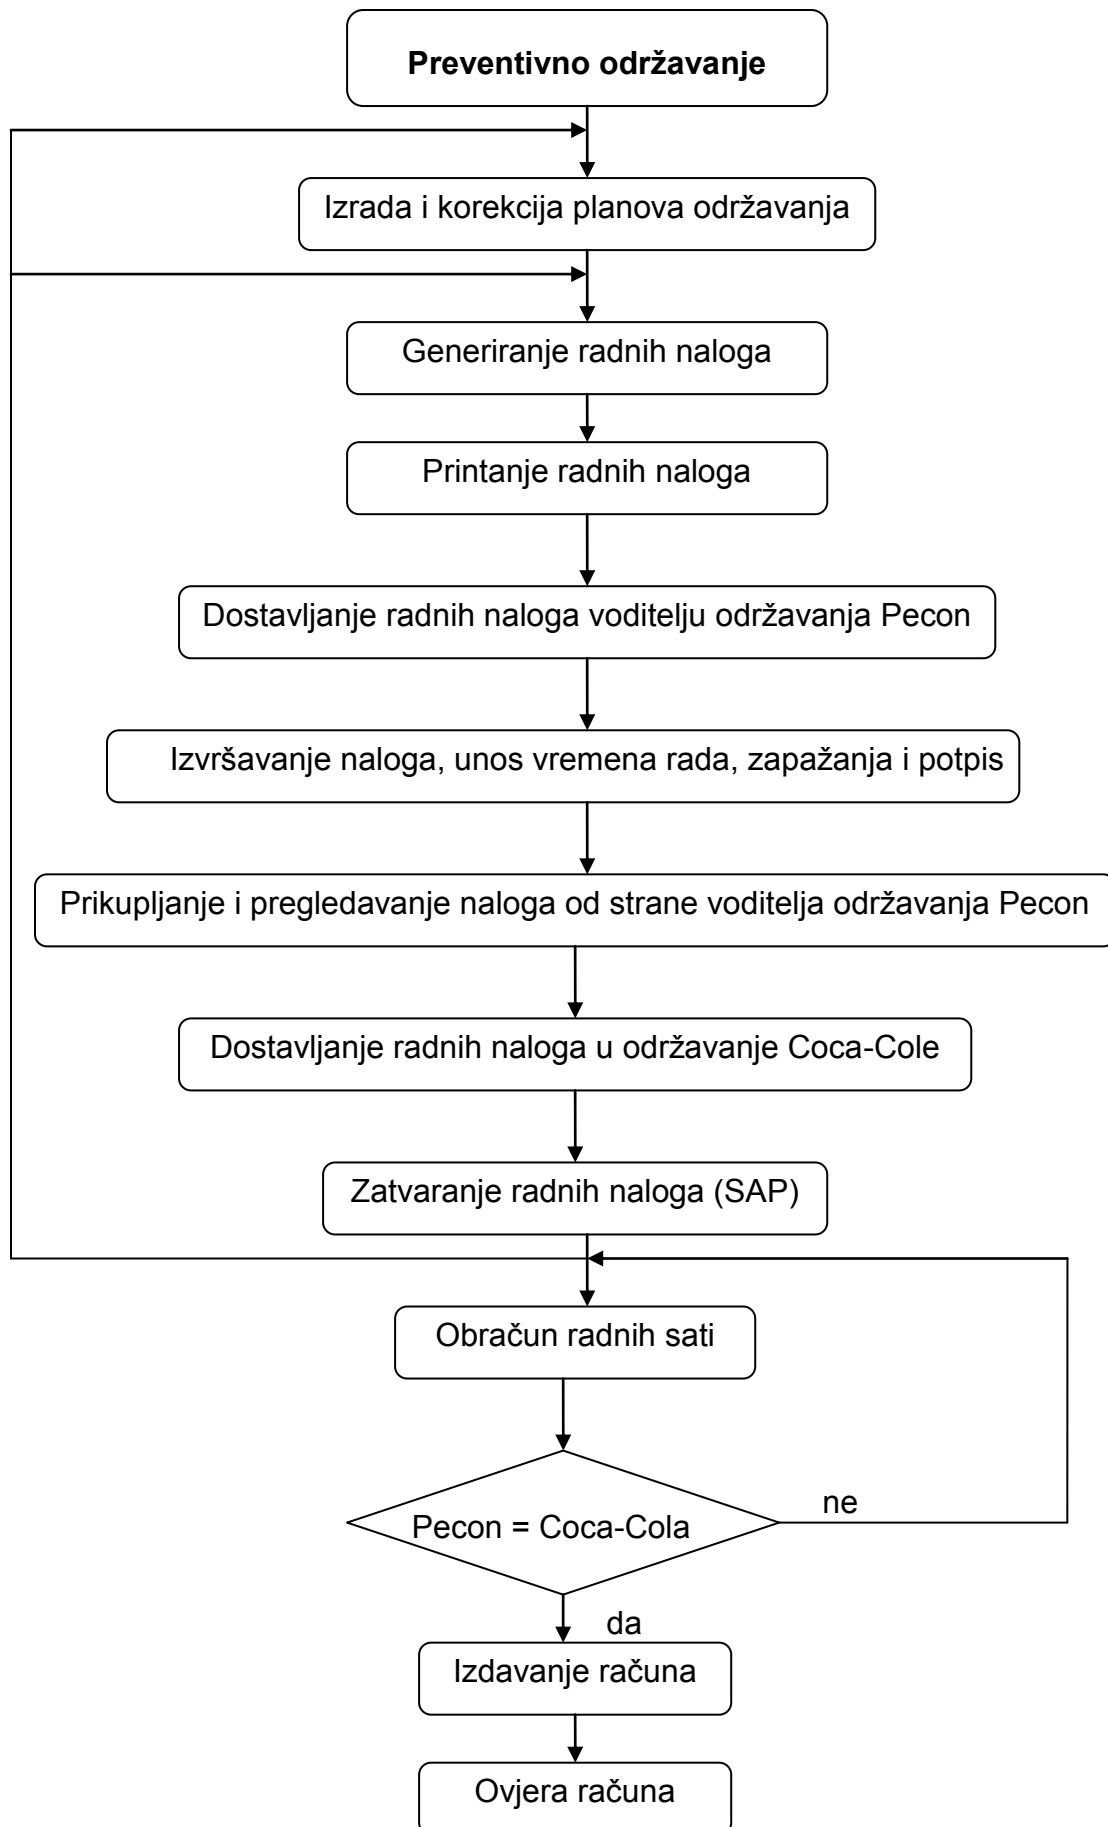 Preventivno održavanje
Izrada i korekcija planova održavanja
Generiranje radnih naloga
Printanje radnih naloga
Dostavljanje radnih naloga voditelju održavanja Pecon
Izvršavanje naloga, unos vremena rada, zapažanja i potpis
Prikupljanje i pregledavanje naloga od strane voditelja održavanja Pecon
Dostavljanje radnih naloga u održavanje Coca-Cole
Zatvaranje radnih naloga (SAP)
Obračun radnih sati
ne
Pecon = Coca-Cola
da
Izdavanje računa
Ovjera računa